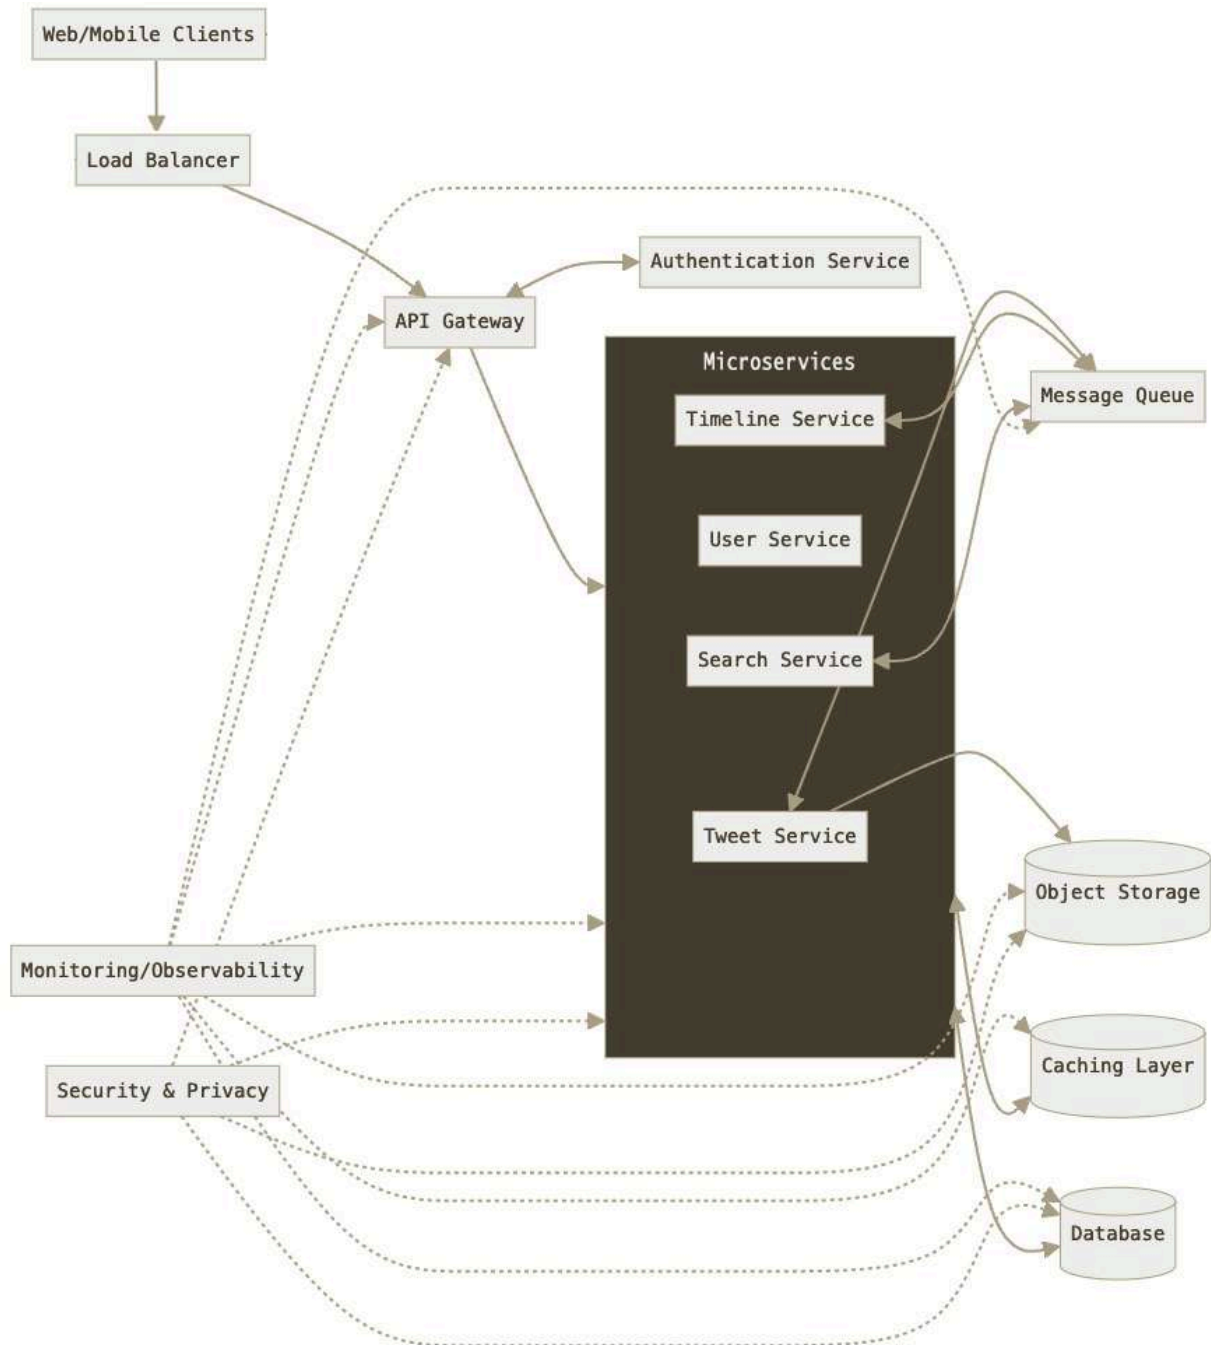 Web/Mobile Clients
Load Balancer
Authentication Service
API Gateway
Microservices
Timeline Service
Message Queue
User Service
Search Service
Tweet Service
Object Storage
Monitoring/Observability
Caching Layer
Security & Privacy
Database